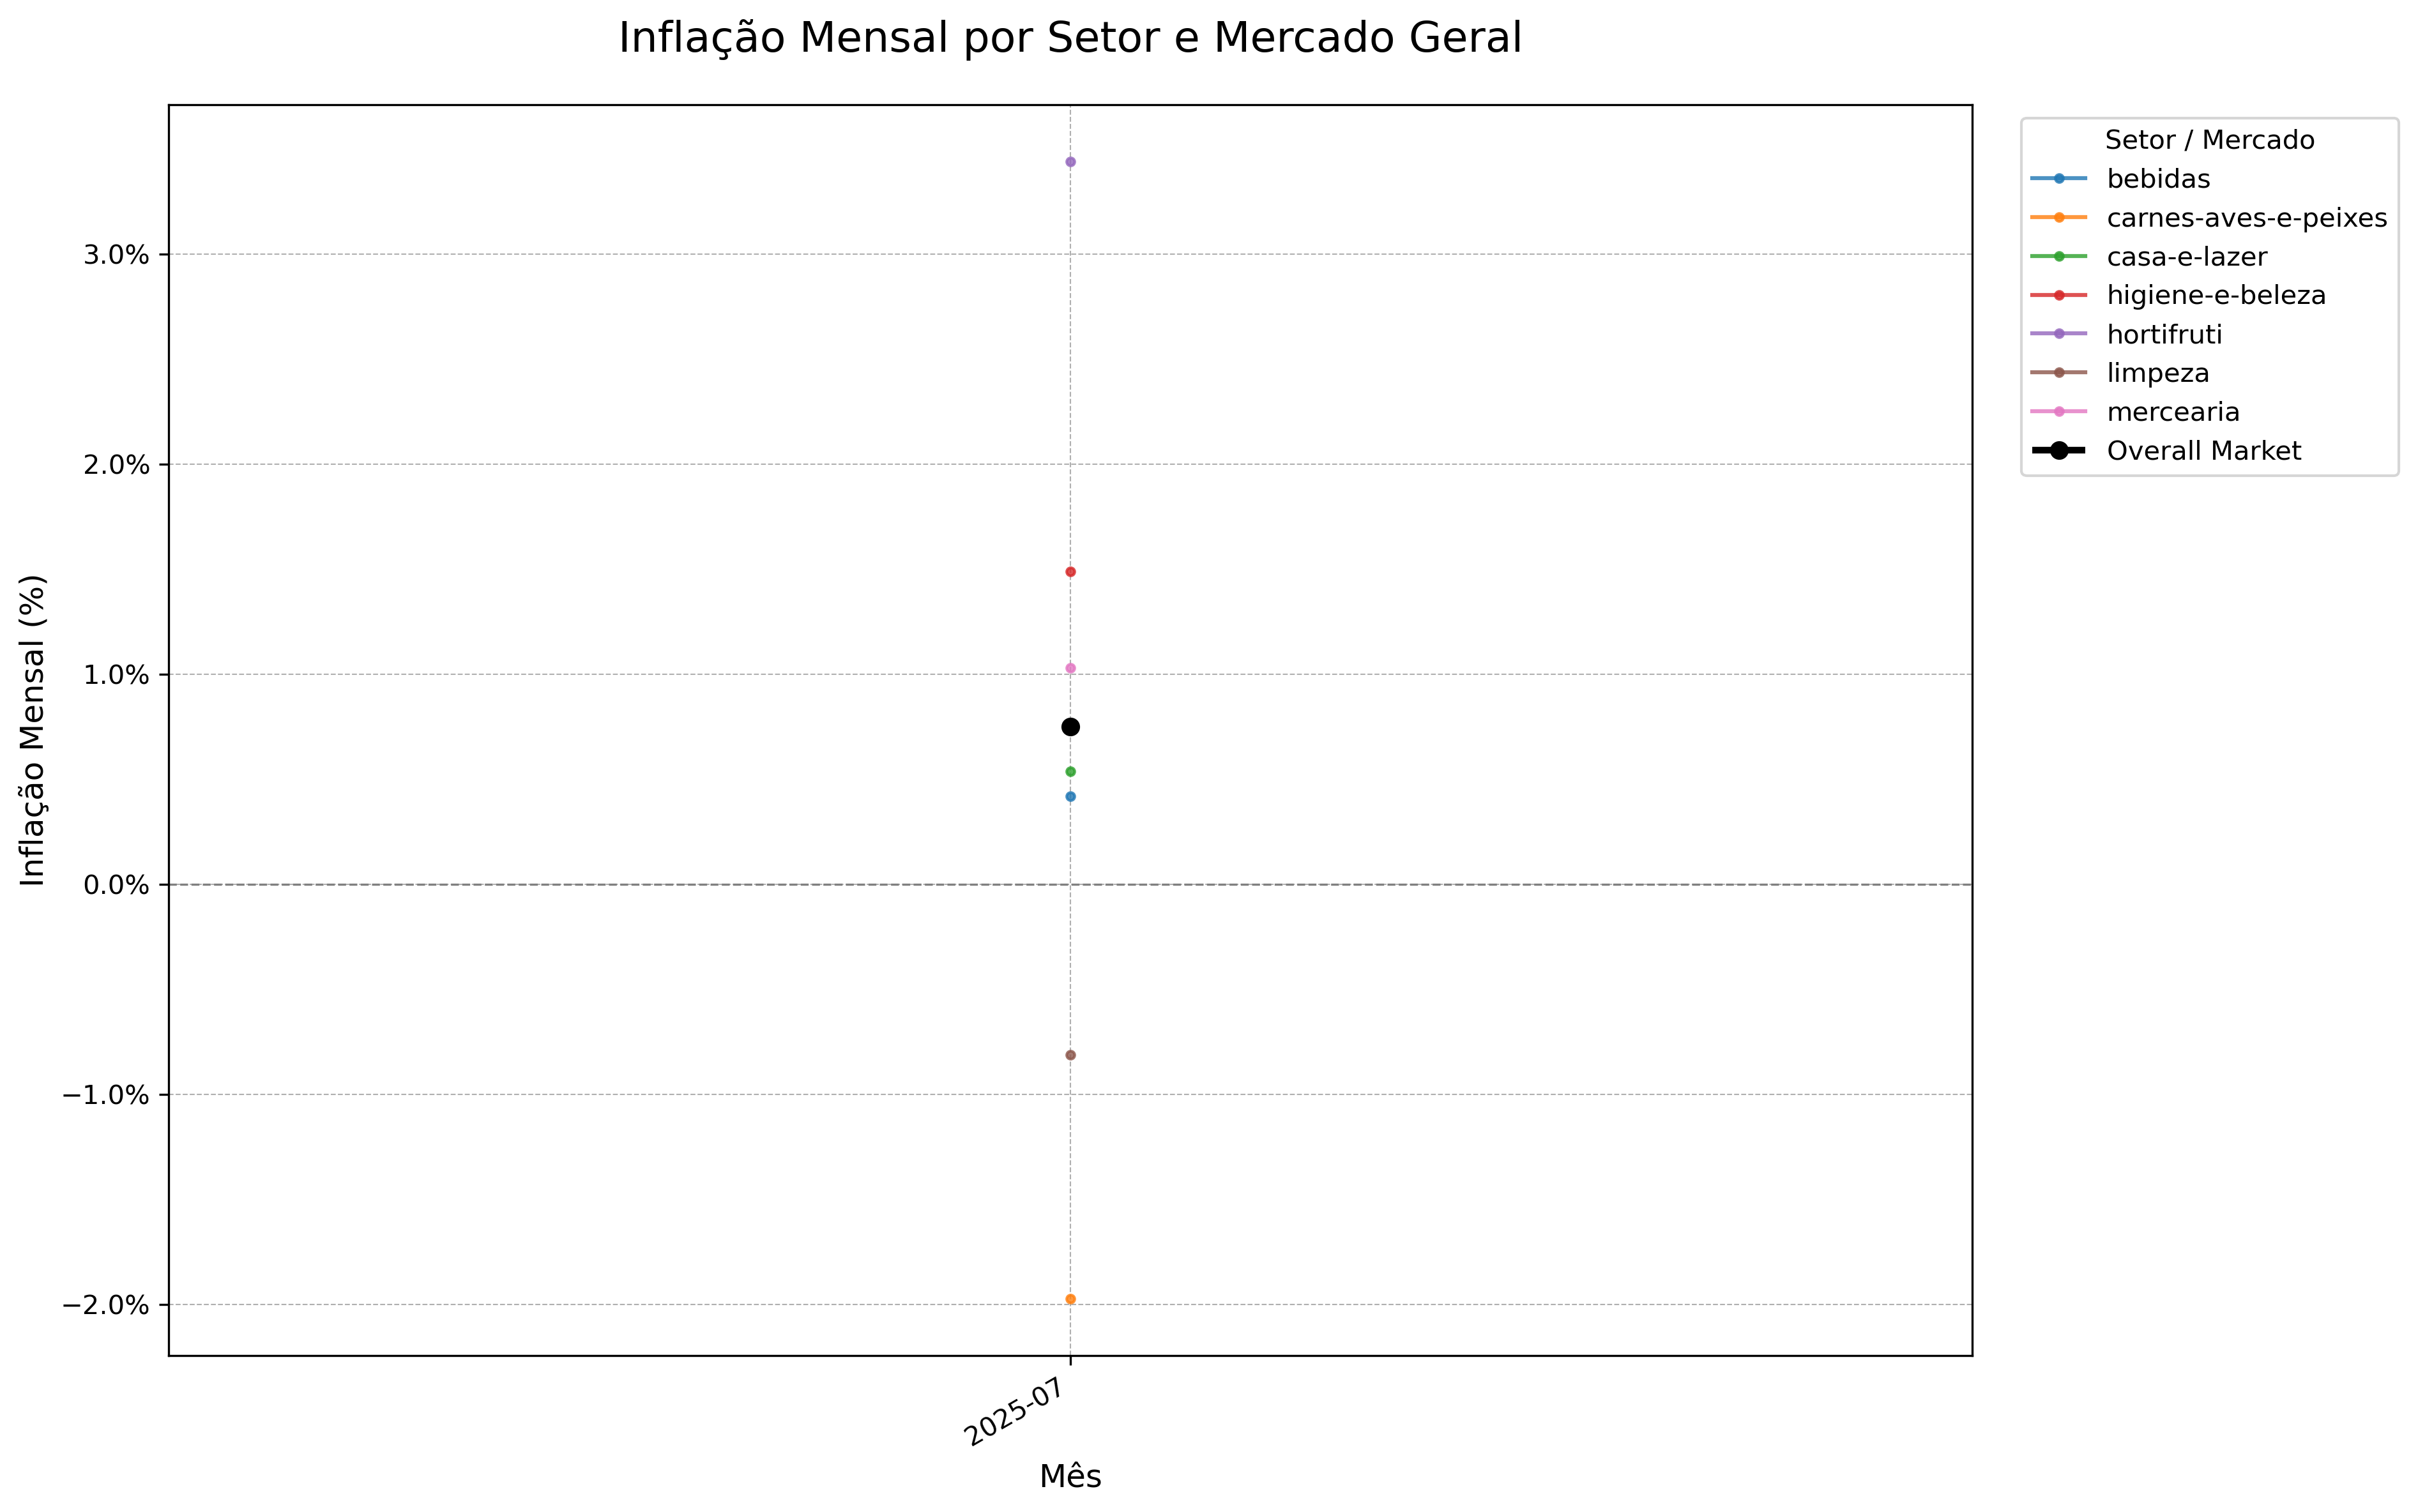 Inflação Mensal por Setor e Mercado Geral
Setor / Mercado
bebidas
carnes-aves-e-peixes
casa-e-lazer
higiene-e-beleza
hortifruti
limpeza
mercearia
Overall Market
Inflação Mensal (%)
3.0%
2.0%
1.0%
0.0%
−1.0%
−2.0%
2025-07
Mês